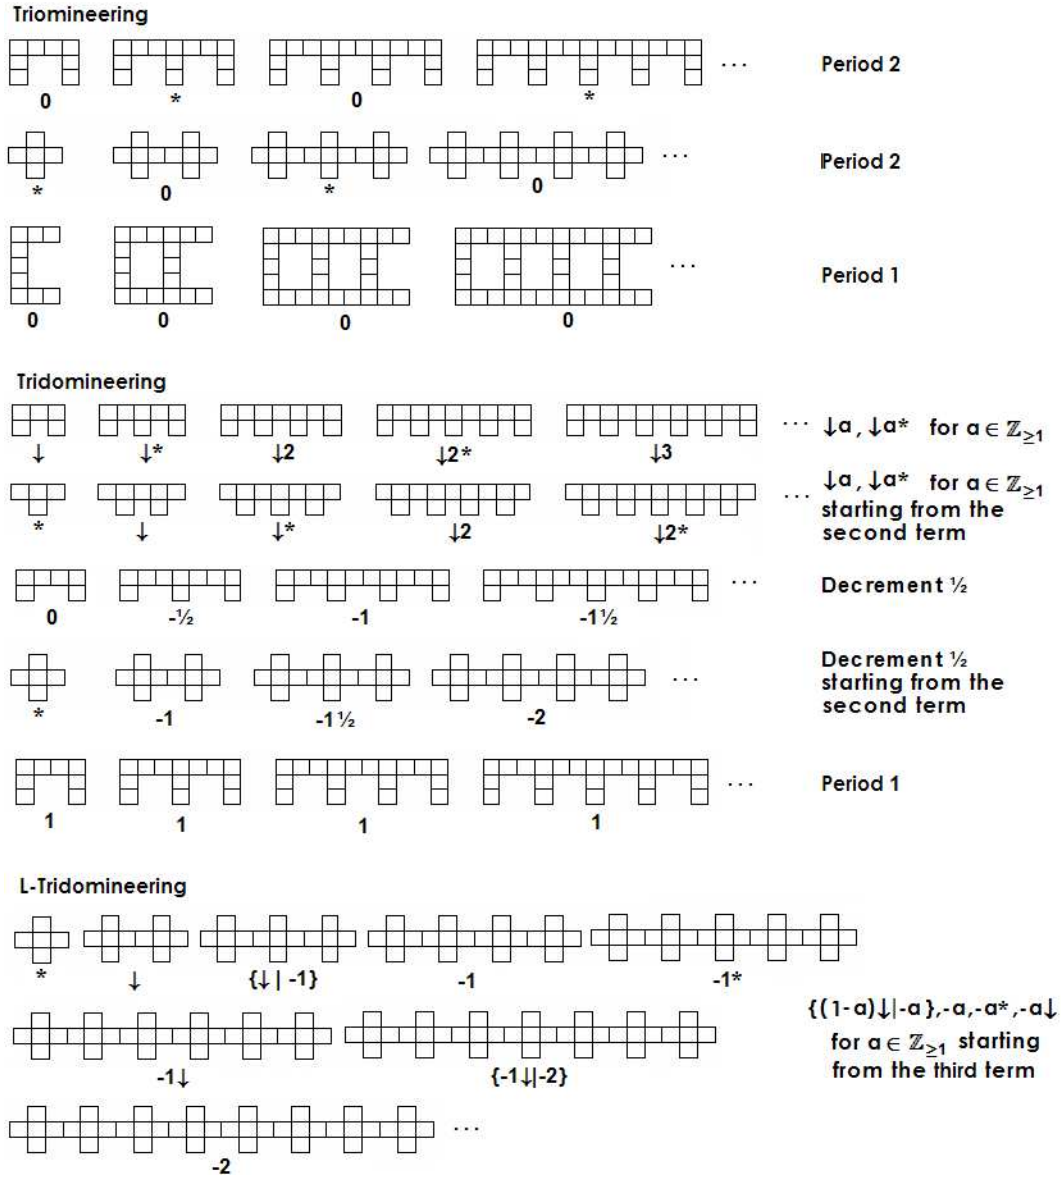 Triomineering
0 * 0 * ... Period 2
* 0 * 0 ... Period 2
0 0 0 0 ... Period 1
Tridomineering
↓ ↓* ↓2 ↓2* ↓3 ... ↓a, ↓a* for a ∈ ℤ≥1
* ↓ ↓* ↓2 ↓2* ... ↓a, ↓a* for a ∈ ℤ≥1
starting from the
second term
0 -½ -1 -1½ ... Decrement ½
* -1 -1½ -2 ... Decrement ½
starting from the
second term
1 1 1 1 ... Period 1
L-Tridomineering
* ↓ {↓| -1} -1 -1*
-1↓ {-1↓|-2}
{(1-a)↓|-a},-a,-a*,-a↓
for a ∈ ℤ≥1 starting
from the third term
-2 ...